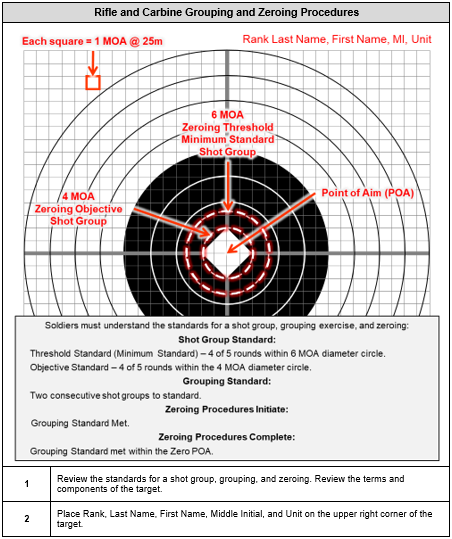 Rifle and Carbine Grouping and Zeroing Procedures
Each square = 1 MOA @ 25m
Rank Last Name, First Name, MI, Unit
6 MOA
Zeroing Threshold
Minimum Standard
Shot Group
4 MOA
Zeroing Objective
Shot Group
Point of Aim (POA)
Soldiers must understand the standards for a shot group, grouping exercise, and zeroing:
Shot Group Standard:
Threshold Standard (Minimum Standard) – 4 of 5 rounds within 6 MOA diameter circle.
Objective Standard – 4 of 5 rounds within the 4 MOA diameter circle.
Grouping Standard:
Two consecutive shot groups to standard.
Zeroing Procedures Initiate:
Grouping Standard Met.
Zeroing Procedures Complete:
Grouping Standard met within the Zero POA.
1
Review the standards for a shot group, grouping, and zeroing. Review the terms and
components of the target.
2
Place Rank, Last Name, First Name, Middle Initial, and Unit on the upper right corner of the
target.